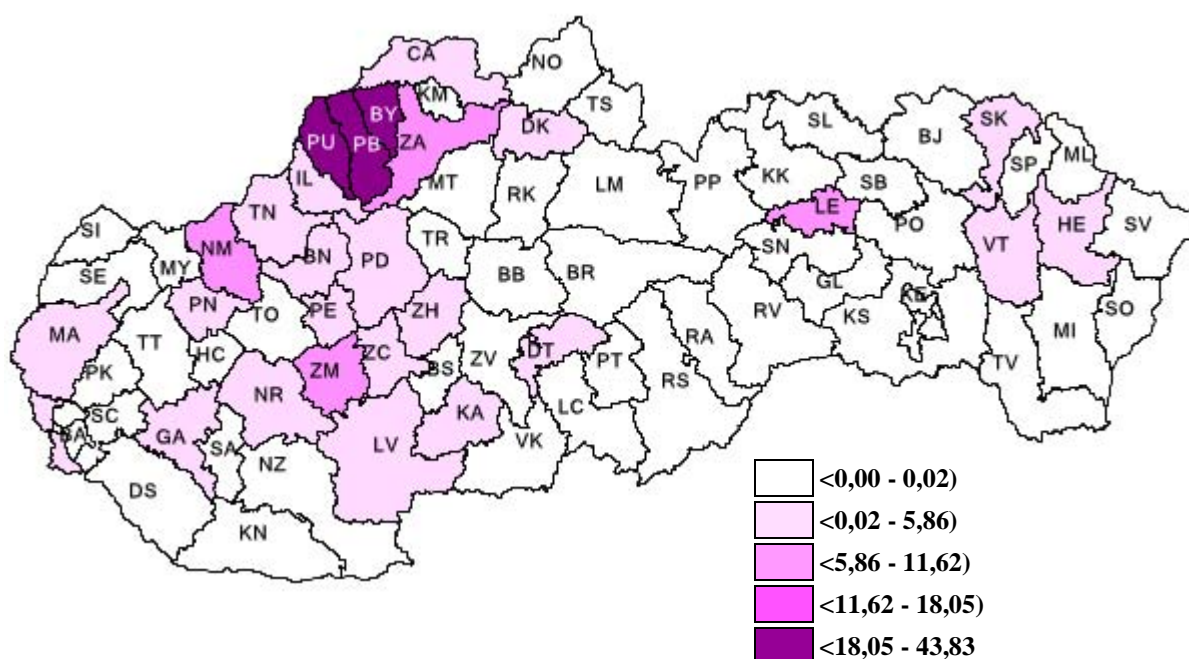 CA
NO
KM
TS
BY
PU
PB
ZA
DK
SL
BJ
SK
SP
ML
IL
MT
RK
LM
PP
KK
SB
LE
PO
VT
HE
SV
SI
TN
NM
SE
MY
BN
PD
TR
BB
BR
SN
GL
KE
KS
RV
SO
MI
TV
PN
TO
PE
ZH
MA
TT
HC
ZM
ZC
BS
ZV
DT
PT
RA
RS
PK
SC
NR
KA
LC
BA
GA
SA
NZ
LV
VK
DS
KN
<0,00 - 0,02)
<0,02 - 5,86)
<5,86 - 11,62)
<11,62 - 18,05)
<18,05 - 43,83